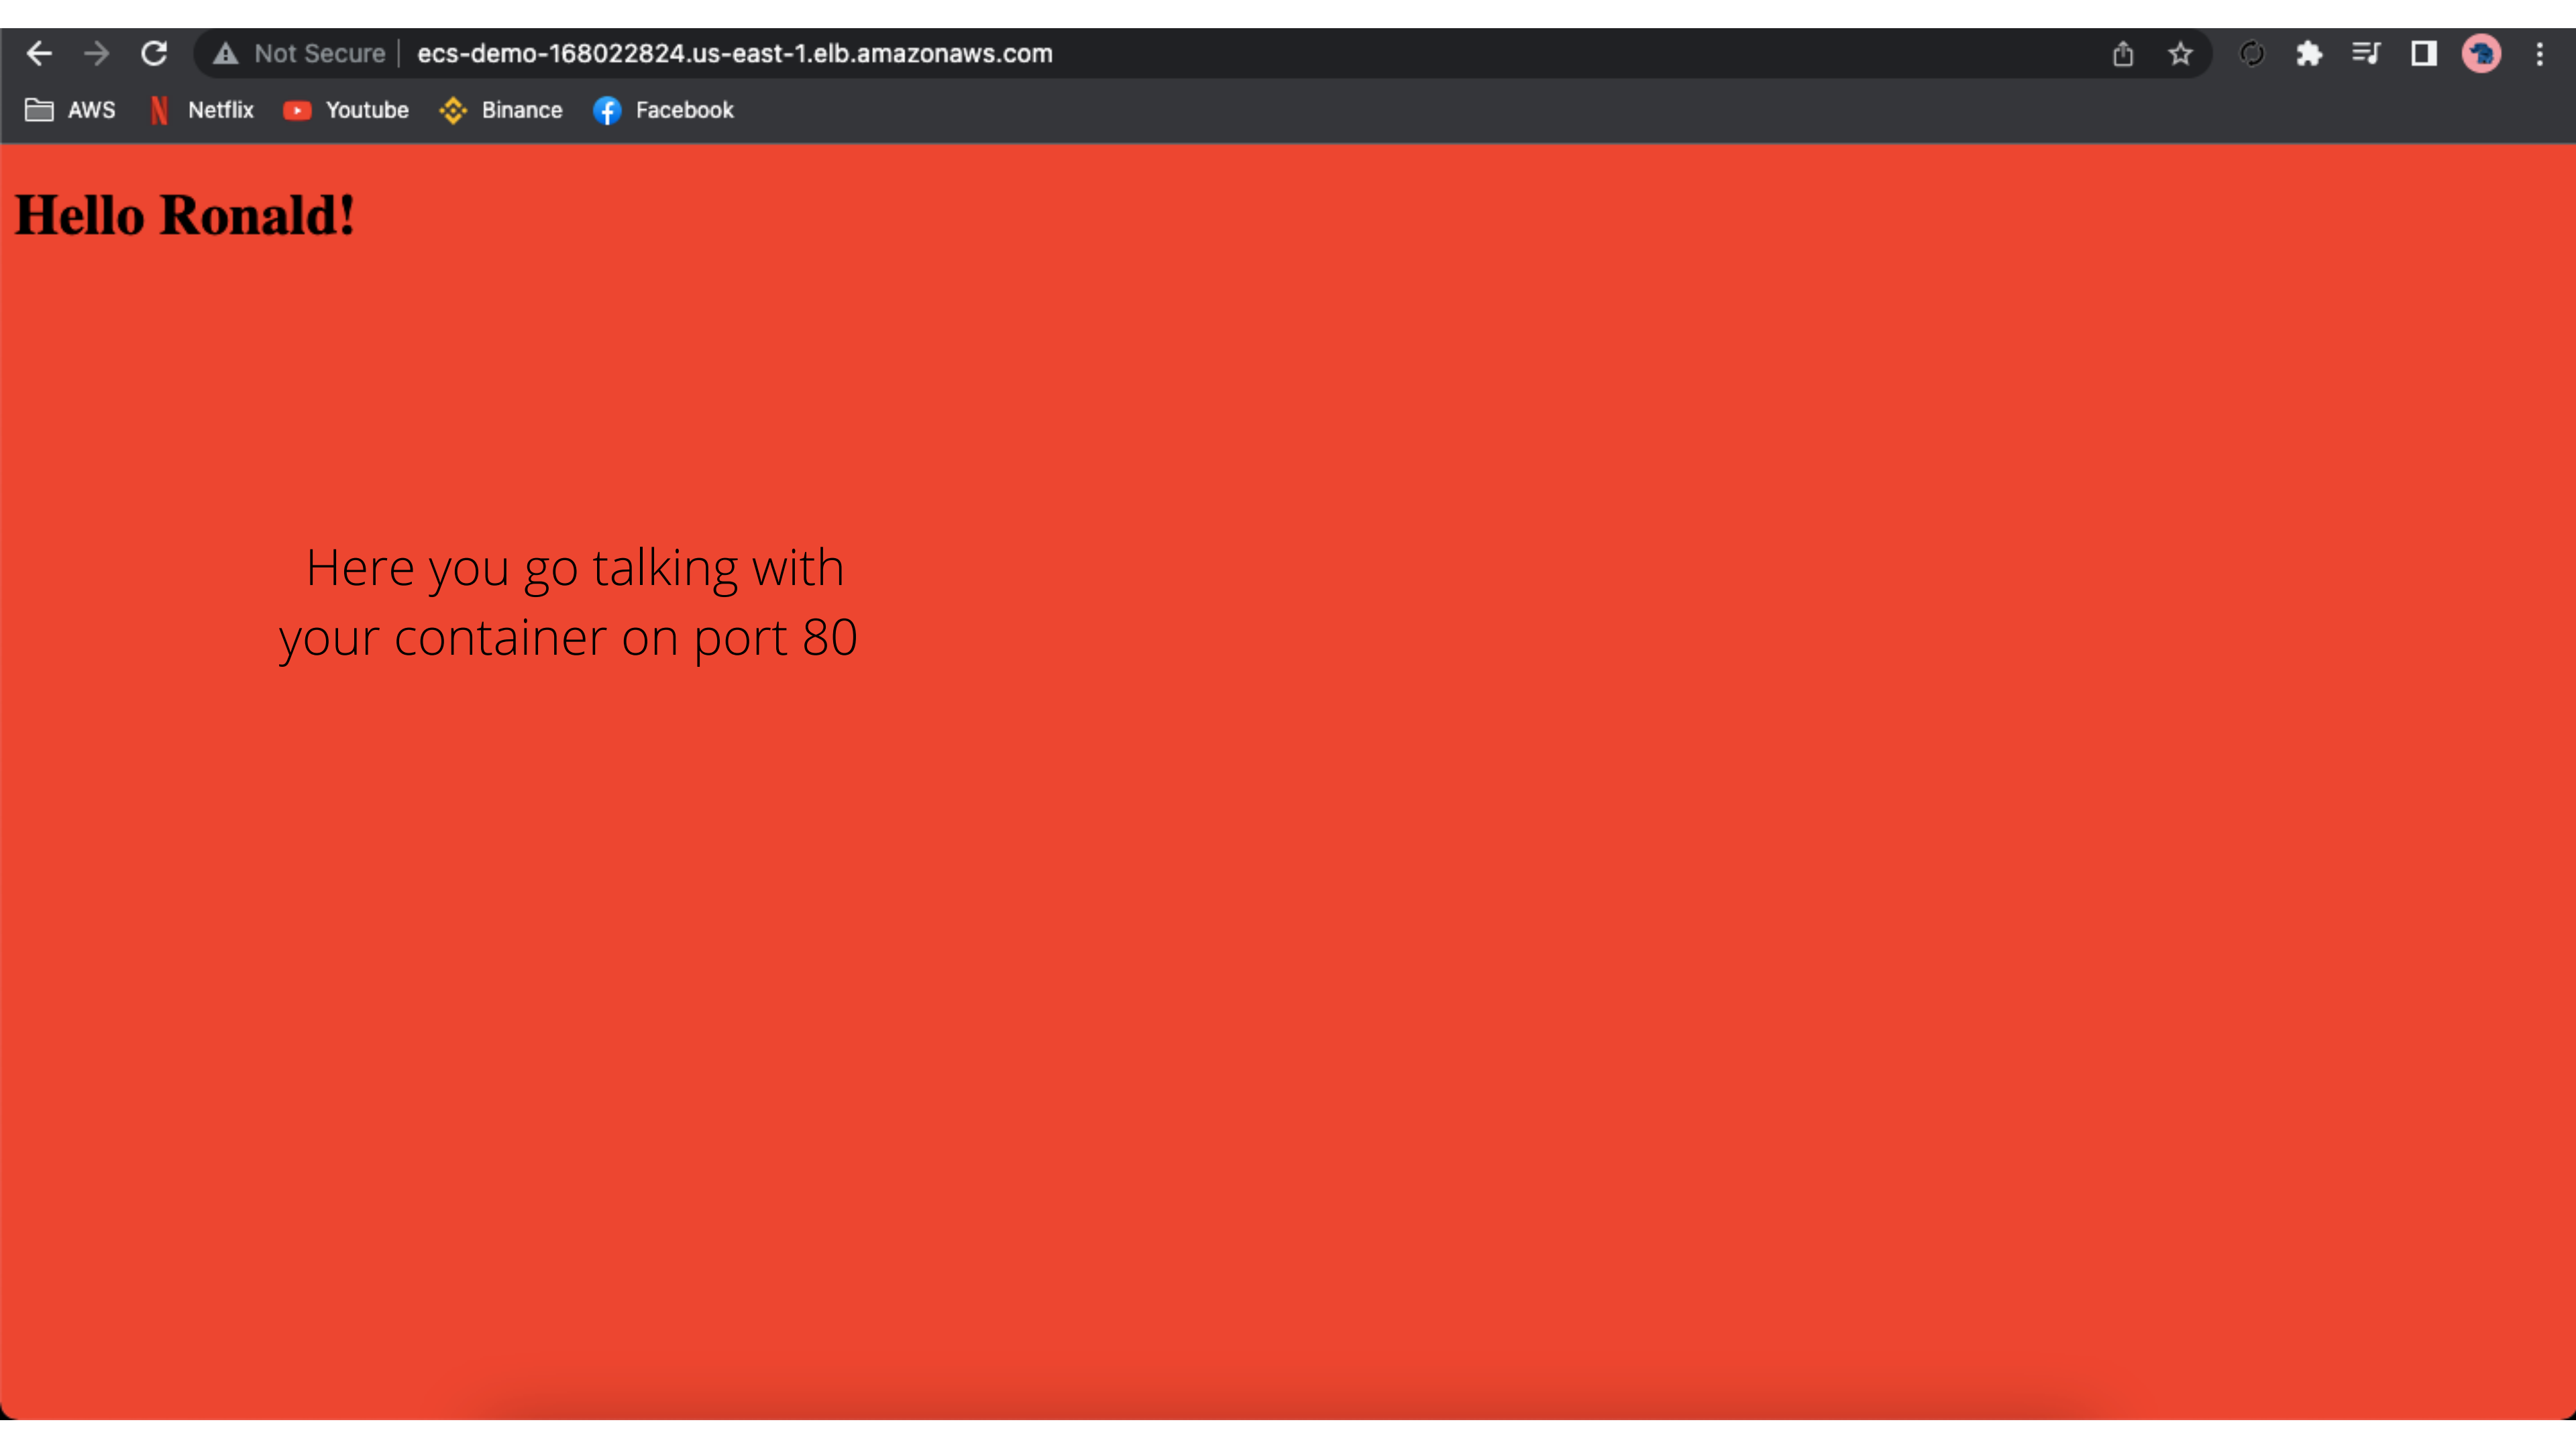 Not Secure ecs-demo-168022824.us-east-1.elb.amazonaws.com
AWS Netflix Youtube Binance Facebook
Hello Ronald!
Here you go talking with
your container on port 80